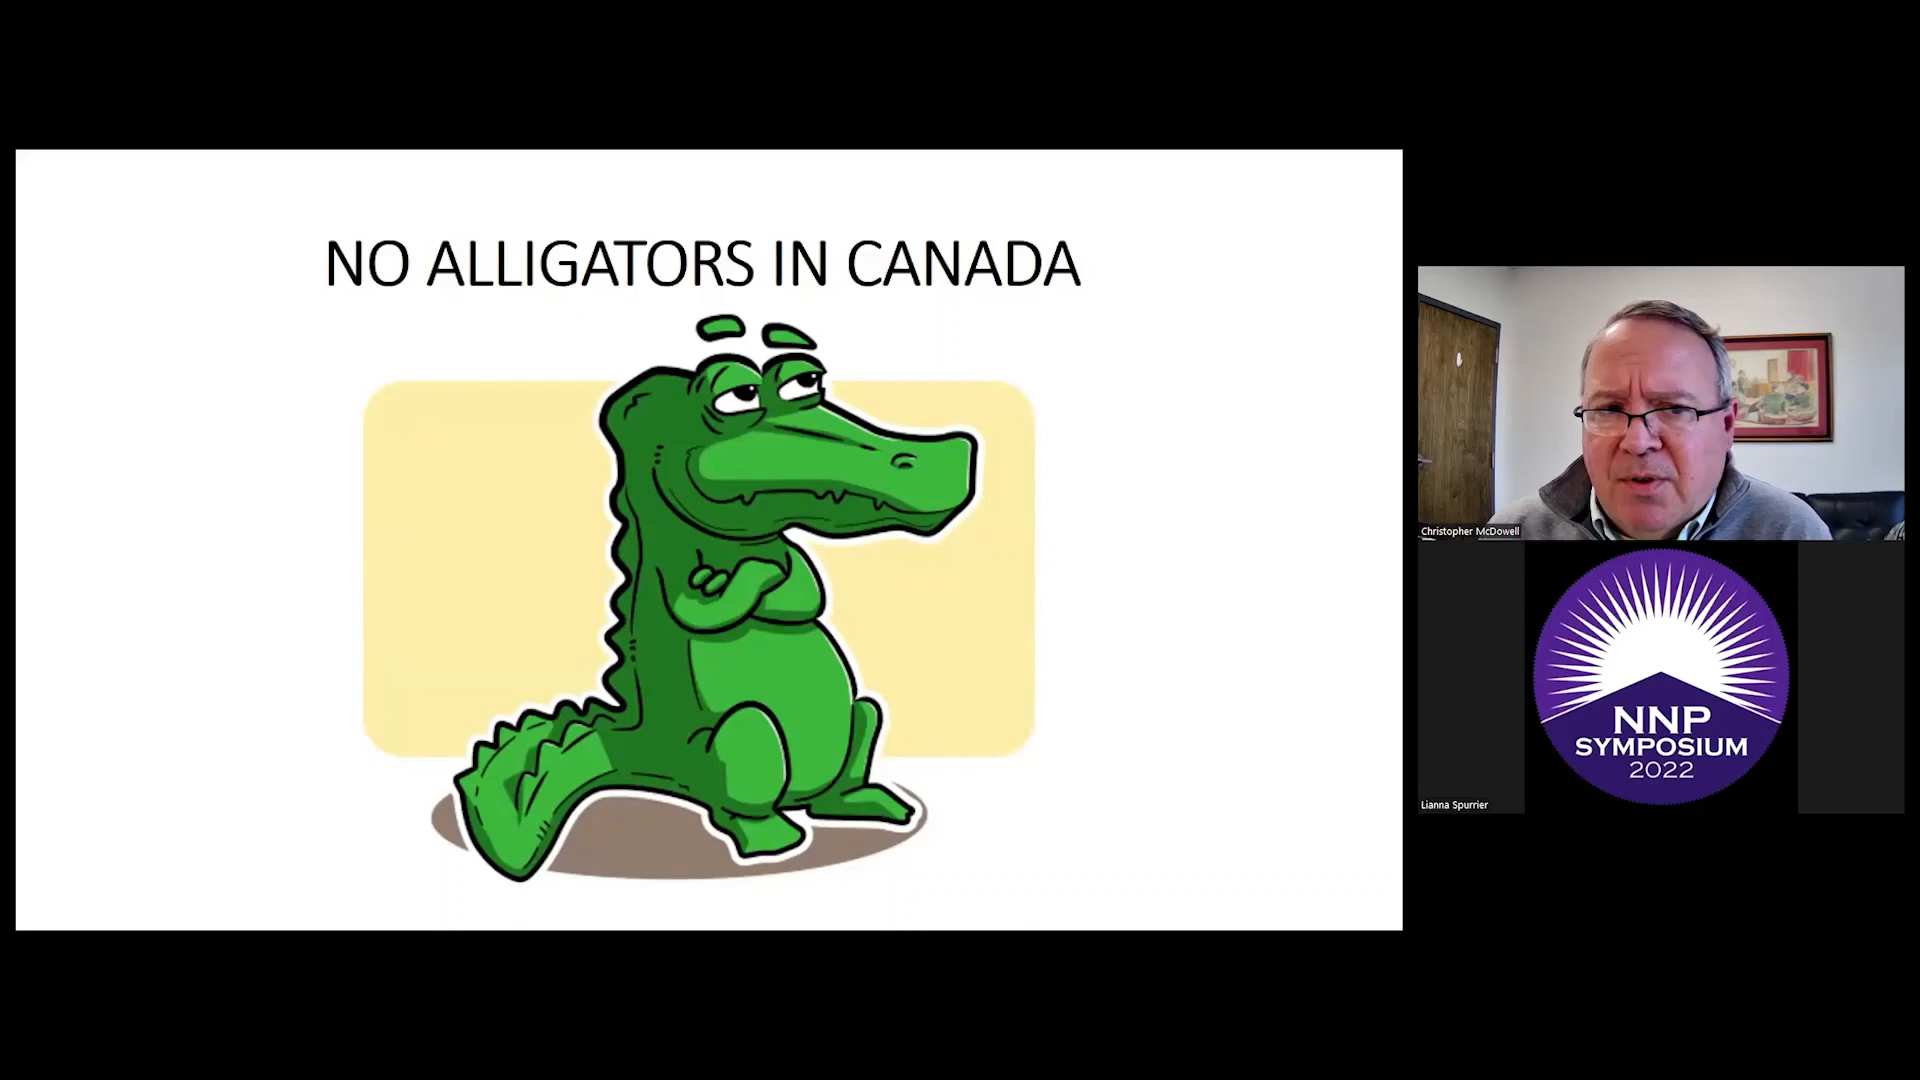 NO ALLIGATORS IN CANADA
Christopher McDowell
NNP
SYMPOSIUM
2022
Lianna Spurrier